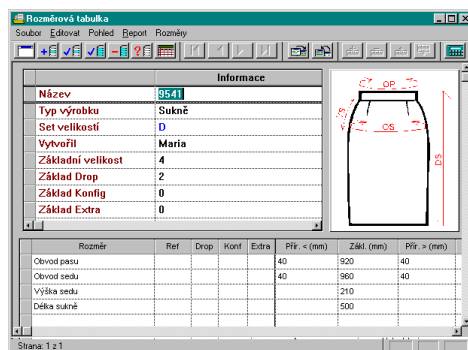 Rozměrová tabulka
Soubor Editovat Pohled Report Rozměry
Informace
Název 9541
Typ výrobku Sukně
Set velikostí D
Vytvořil Maria
Základní velikost 4
Základ Drop 2
Základ Konfig 0
Základ Extra 0
OP
VS
OS
DS
Rozměr Ref Drop Konf Extra Přír. < (mm) Zákl. (mm) Přír. > (mm)
Obvod pasu 40 920 40
Obvod sedu 40 960 40
Výška sedu 210
Délka sukně 500
Strana: 1 z 1